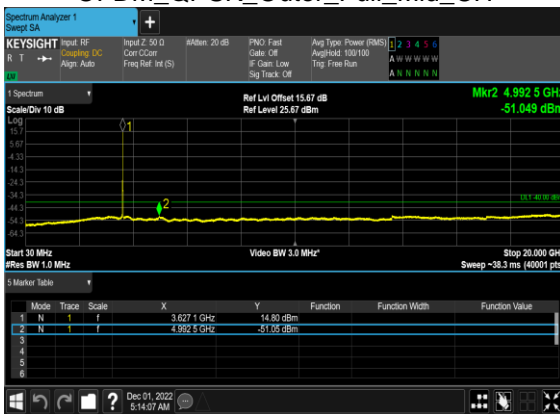 Spectrum Analyzer 1
Swept SA
KEYSIGHT Input: RF Input Z: 50 Ω #Atten: 20 dB PNO: Fast Avg Type: Power (RMS) 1 2 3 4 5 6
R T Coupling: DC Corr CCorr Gate: Off Avg|Hold: 100/100 A W W W W W
Align: Auto Freq Ref: Int (S) IF Gain: Low Trig: Free Run
Sig Track: Off A N N N N N
1 Spectrum Ref Lvl Offset 15.67 dB Mkr2 4.992 5 GHz
Scale/Div 10 dB Ref Level 25.67 dBm -51.049 dBm
Log
15.7
5.67
-4.33
-14.3
-24.3
-34.3
-44.3
-54.3
-64.3
1
2
DL1 -40.00 dBm
Start 30 MHz Video BW 3.0 MHz* Stop 20.000 GHz
#Res BW 1.0 MHz Sweep ~38.3 ms (40001 pts)
5 Marker Table
Mode Trace Scale X Y Function Function Width Function Value
1 N 1 f 3.627 1 GHz 14.80 dBm
2 N 1 f 4.992 5 GHz -51.05 dBm
3
4
5
6
? Dec 01, 2022
5:14:07 AM